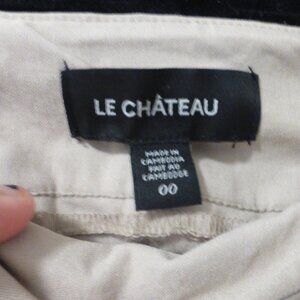 LE CHÂTEAU
MADE IN
CAMBODIA
FAIT AU
CAMBODGE
00